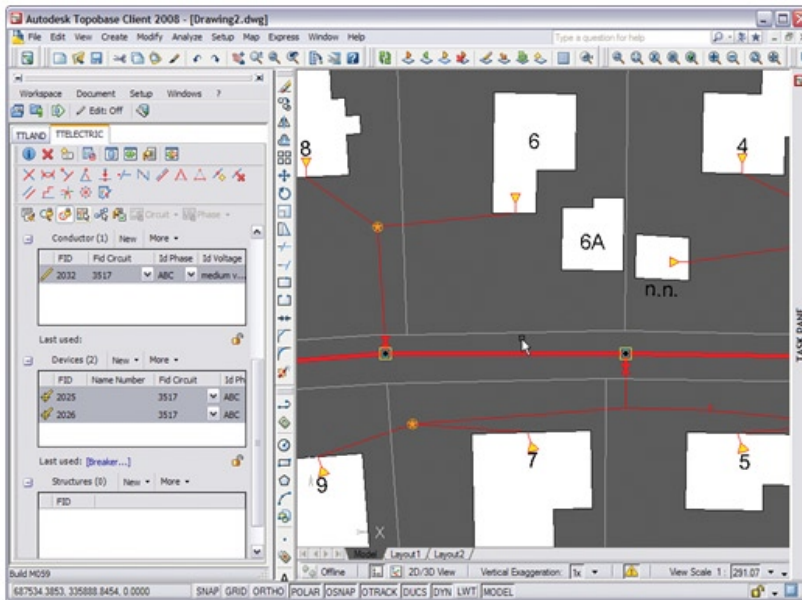 Autodesk Topobase Client 2008 - [Drawing2.dwg]
File Edit View Create Modify Analyze Setup Map Express Window Help
Type a question for help
Workspace Document Setup Windows ?
Edit: Off
TTLAND TTELECTRIC
Circuit Phase
Conductor (1) New More
FID Fid Circuit Id Phase Id Voltage
2032 3517 ABC medium v...
Last used:
Devices (2) New More
FID Name Number Fid Circuit Id Ph
2025 3517 ABC
2026 3517 ABC
Last used: [Breaker...]
Structures (0) New More
FID
Build M059
8
6
4
6A
n.n.
9
7
5
X
TASK PANE
Model Layout1 Layout2
Offline 2D/3D View Vertical Exaggeration: 1x View Scale 1: 291.07
687534.3853, 335888.8454, 0.0000 SNAP GRID ORTHO POLAR OSNAP OTRACK DUCS DYN LWT MODEL